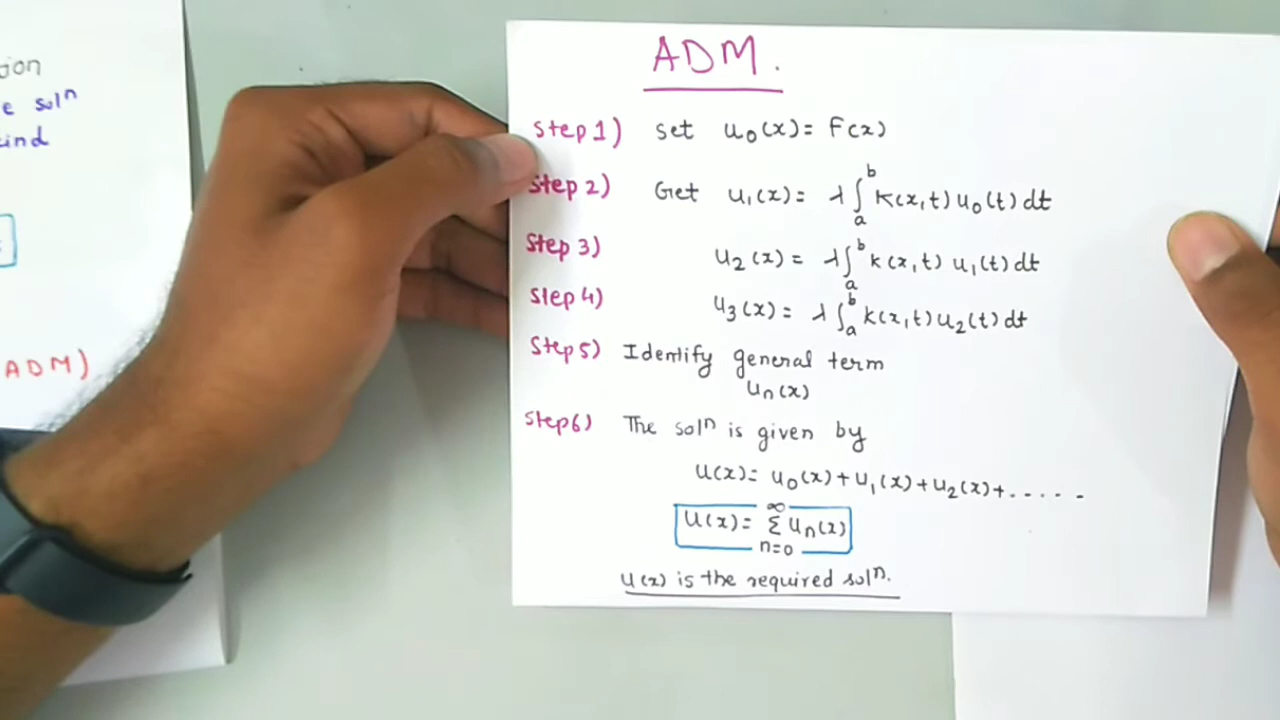 ion
e solⁿ
ind
ADM)
ADM.
Step 1) set u₀(x)= F(x)
Step 2) Get u₁(x)= λ∫ₐᵇ K(x,t) u₀(t) dt
Step 3) u₂(x)= λ∫ₐᵇ k(x,t) u₁(t) dt
Step 4) u₃(x)= λ∫ₐᵇ k(x,t) u₂(t) dt
Step 5) Identify general term
uₙ(x)
Step 6) The solⁿ is given by
u(x)= u₀(x)+u₁(x)+u₂(x)+.....
u(x)= ∞Σn=0 uₙ(x)
u(x) is the required solⁿ.